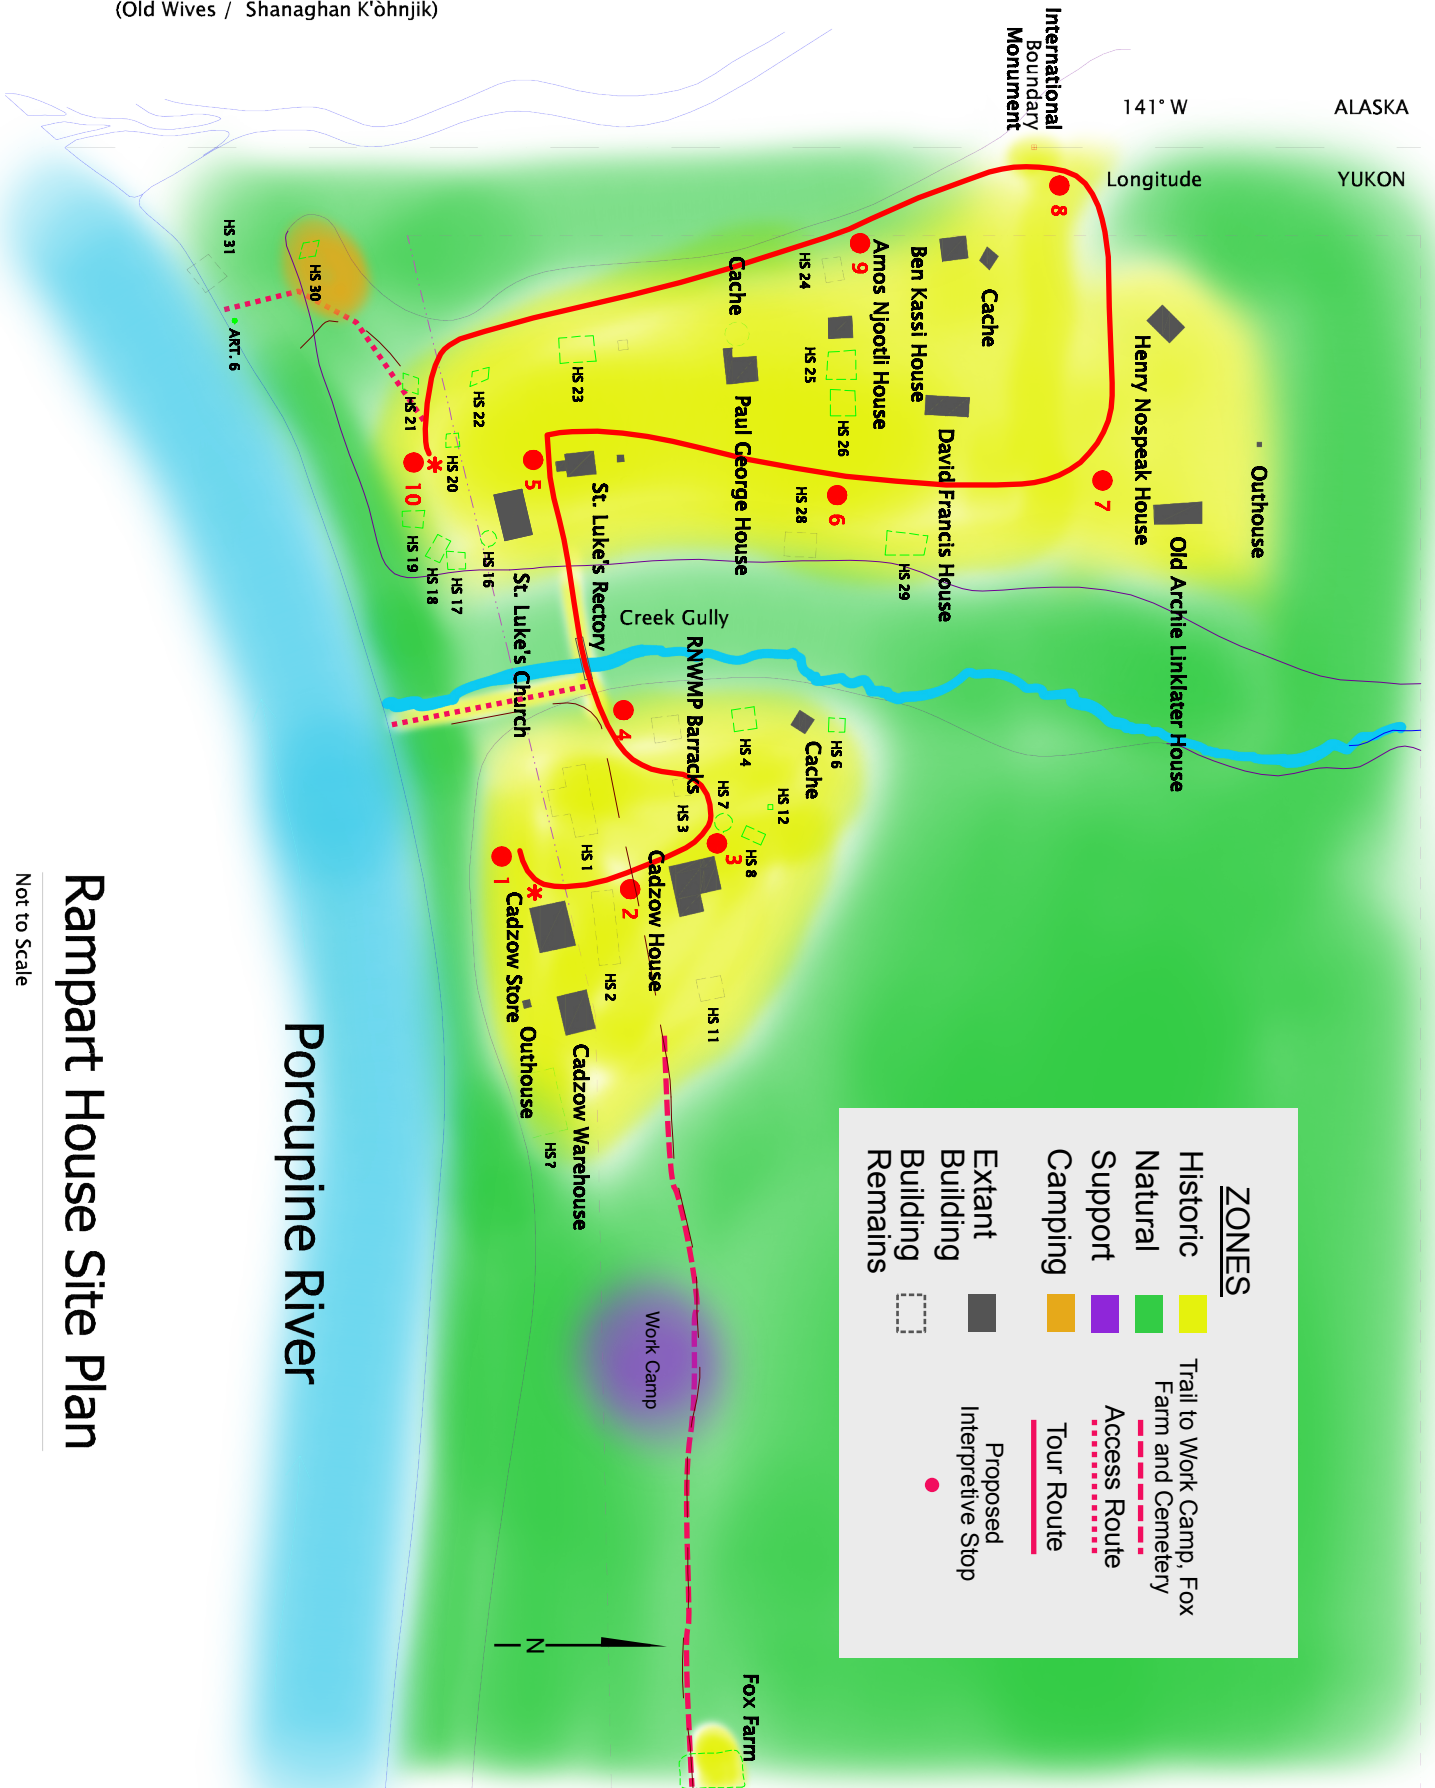 (Old Wives / Shanaghan K'òhnjik)
International
Boundary
Monument
141° W
ALASKA
Longitude
YUKON
8
HS 31
HS 30
ART. 6
HS 24
9
Amos Njootli House
Ben Kassi House
Cache
Cache
Henry Nospeak House
Outhouse
HS 21
HS 22
HS 23
HS 25
HS 26
Paul George House
David Francis House
HS 20
10
5
St. Luke's Rectory
HS 28
6
7
Old Archie Linklater House
HS 19
HS 18
HS 17
HS 16
St. Luke's Church
HS 29
Creek Gully
RNWMP Barracks
4
HS 4
Cache
HS 6
HS 3
HS 7
HS 12
HS 8
3
HS 1
1
2
Cadzow House
Cadzow Store
HS 2
HS 11
Outhouse
Cadzow Warehouse
HS?
Work Camp
Fox Farm
N
Porcupine River
Rampart House Site Plan
Not to Scale
ZONES
Historic
Natural
Support
Camping
Extant
Building
Building
Remains
Trail to Work Camp, Fox
Farm and Cemetery
Access Route
Tour Route
Proposed
Interpretive Stop